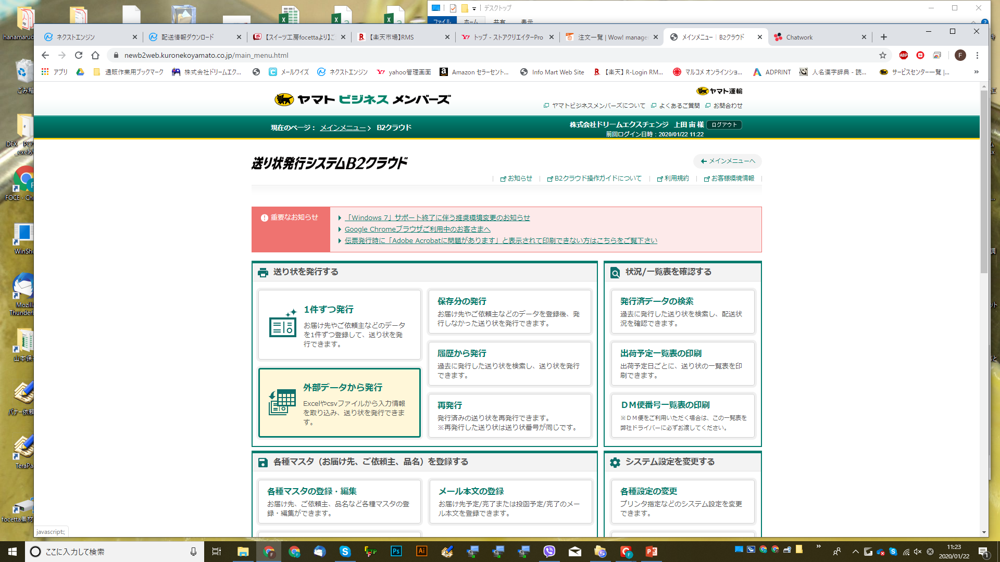 デスクトップ
ファイル ホーム 共有 表示
ネクストエンジン
配送情報ダウンロード
【スイーツ工房focettaより】ご
【楽天市場】RMS
トップ - ストアクリエイターPro
注文一覧 | Wow! manage
メインメニュー｜B2クラウド
Chatwork
newb2web.kuronekoyamato.co.jp/main_menu.html
ABP
F
アプリ
通販作業用ブックマーク
株式会社ドリームエク...
メールワイズ
ネクストエンジン
yahoo管理画面
Amazon セラーセント...
Info Mart Web Site
【楽天】R-Login RM...
マルコメ オンラインショ...
ADPRINT
人名漢字辞典 - 読...
サービスセンター一覧 |...
ヤマト ビジネス メンバーズ
ヤマト運輸
ヤマトビジネスメンバーズについて
よくあるご質問
お問合わせ
現在のページ： メインメニュー > B2クラウド
株式会社ドリームエクスチェンジ 上田 宙 様 ログアウト
前回ログイン日時：2020/01/22 11:22
送り状発行システムB2クラウド
メインメニューへ
お知らせ
B2クラウド操作ガイドについて
利用規約
お客様環境情報
重要なお知らせ
「Windows 7」サポート終了に伴う推奨環境変更のお知らせ
Google Chromeブラウザご利用中のお客さまへ
伝票発行時に「Adobe Acrobatに問題があります」と表示されて印刷できない方はこちらをご覧下さい
送り状を発行する
1件ずつ発行
お届け先やご依頼主などのデータ
を1件ずつ登録して、送り状を発
行できます。
外部データから発行
Excelやcsvファイルから入力情報
を取り込み、送り状を発行できま
す。
保存分の発行
お届け先やご依頼主などのデータを登録後、発
行しなかった送り状を発行できます。
履歴から発行
過去に発行した送り状を検索し、送り状を発行
できます。
再発行
発行済みの送り状を再発行できます。
※再発行した送り状は送り状番号が同じです。
状況/一覧表を確認する
発行済データの検索
過去に発行した送り状を検索し、配送状
況を確認できます。
出荷予定一覧表の印刷
出荷予定日ごとに、送り状の一覧表を印
刷できます。
ＤＭ便番号一覧表の印刷
※ＤＭ便をご利用いただく場合は、この一覧表を
弊社ドライバーに必ずお渡してください。
各種マスタ（お届け先、ご依頼主、品名）を登録する
各種マスタの登録・編集
お届け先、ご依頼主、品名など各種マスタの登
録・編集ができます。
メール本文の登録
お届け先予定/完了または投函予定/完了のメー
ル本文を登録できます。
システム設定を変更する
各種設定の変更
プリンタ指定などのシステム設定を変更
できます。
javascript:;
hanamaruc
ごみ箱
DEX - PC
_exeあ
FOCE - Ch
WinSh
Mozill
Thunderl
山本保
バナー依頼
TeraPa
focetta素材
ここに入力して検索
11:23
2020/01/22
1